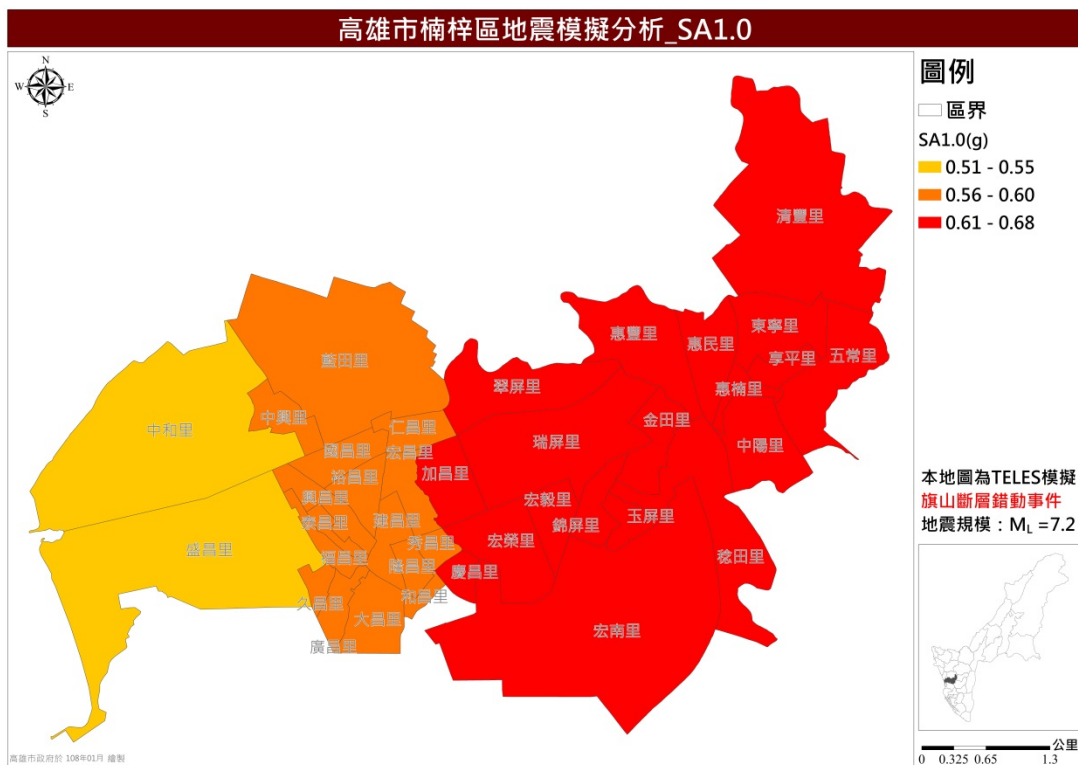 高雄市楠梓區地震模擬分析_SA1.0
N
W
E
S
圖例
區界
SA1.0(g)
0.51 - 0.55
0.56 - 0.60
0.61 - 0.68
清豐里
東寧里
惠豐里
惠民里
五常里
享平里
藍田里
翠屏里
惠楠里
中興里
金田里
仁昌里
中和里
瑞屏里
中陽里
國昌里
宏昌里
加昌里
裕昌里
興昌里
宏毅里
泰昌里
建昌里
玉屏里
錦屏里
秀昌里
宏榮里
盛昌里
稔田里
隆昌里
慶昌里
和昌里
久昌里
大昌里
宏南里
廣昌里
本地圖為TELES模擬
旗山斷層錯動事件
地震規模：ML =7.2
公里
0 0.325 0.65 1.3
高雄市政府於 108年01月 繪製